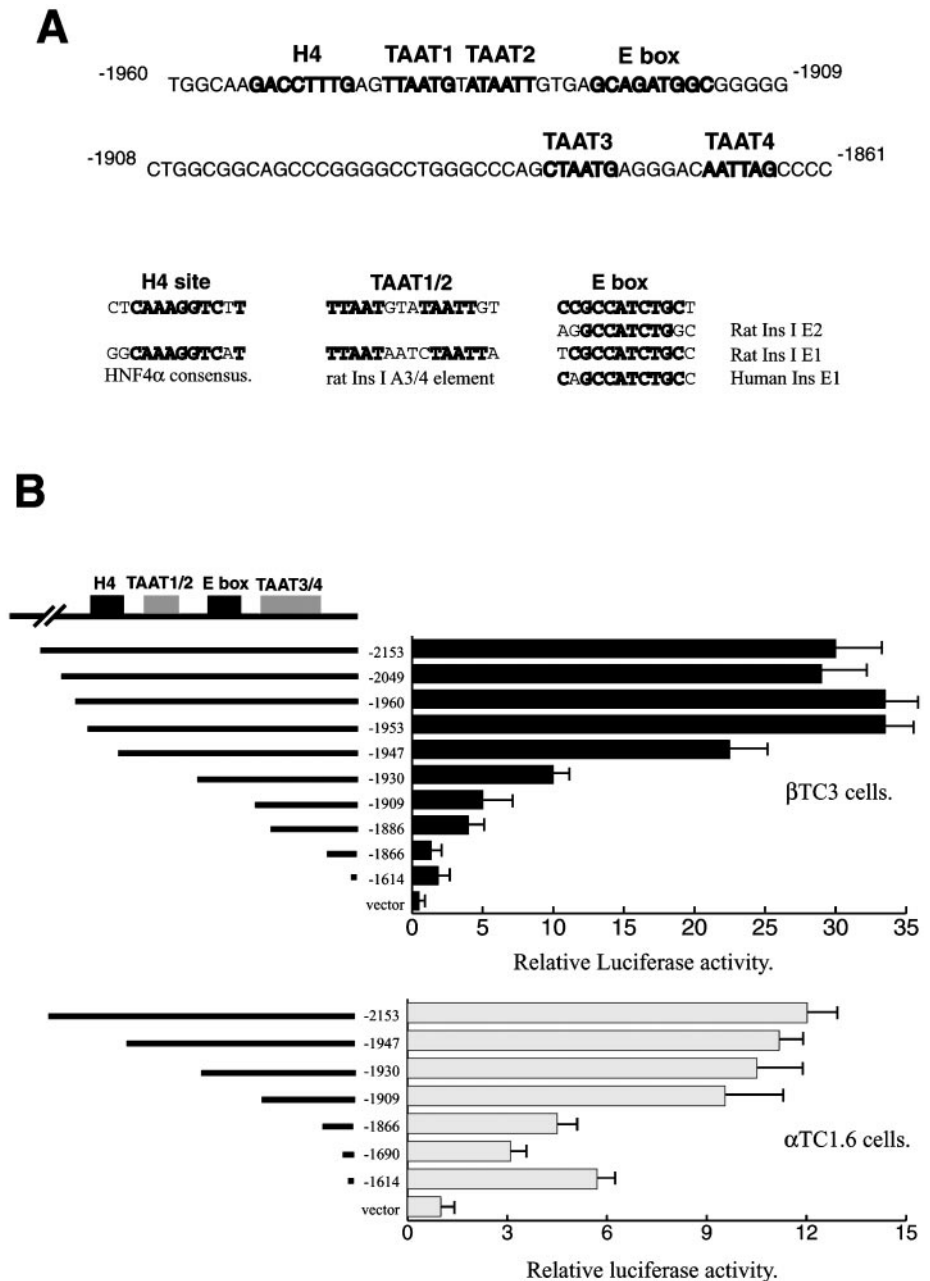 A
H4 TAAT1 TAAT2 E box
-1960 TGGCAAGACCTTTGAGTTAATGTATAATTGTGAGCAGATGGCGGGGG -1909
TAAT3 TAAT4
-1908 CTGGCGGCAGCCCGGGGCCTGGGCCCAGCTAATGAGGGACAATTAGCCCC -1861
H4 site TAAT1/2 E box
CTCAAAGGTCTT TTAATGTATAATTGT CCGCCATCTGCT
AGGCCATCTGGC Rat Ins I E2
GGCAAAGGTCAT TTAATAATCTAATTA TCGCCATCTGCC Rat Ins I E1
HNF4α consensus. rat Ins I A3/4 element CAGCCATCTGCC Human Ins E1
B
H4 TAAT1/2 E box TAAT3/4
-2153
-2049
-1960
-1953
-1947
-1930
-1909
-1886
-1866
-1614
vector
βTC3 cells.
0 5 10 15 20 25 30 35
Relative Luciferase activity.
-2153
-1947
-1930
-1909
-1866
-1690
-1614
vector
αTC1.6 cells.
0 3 6 9 12 15
Relative luciferase activity.